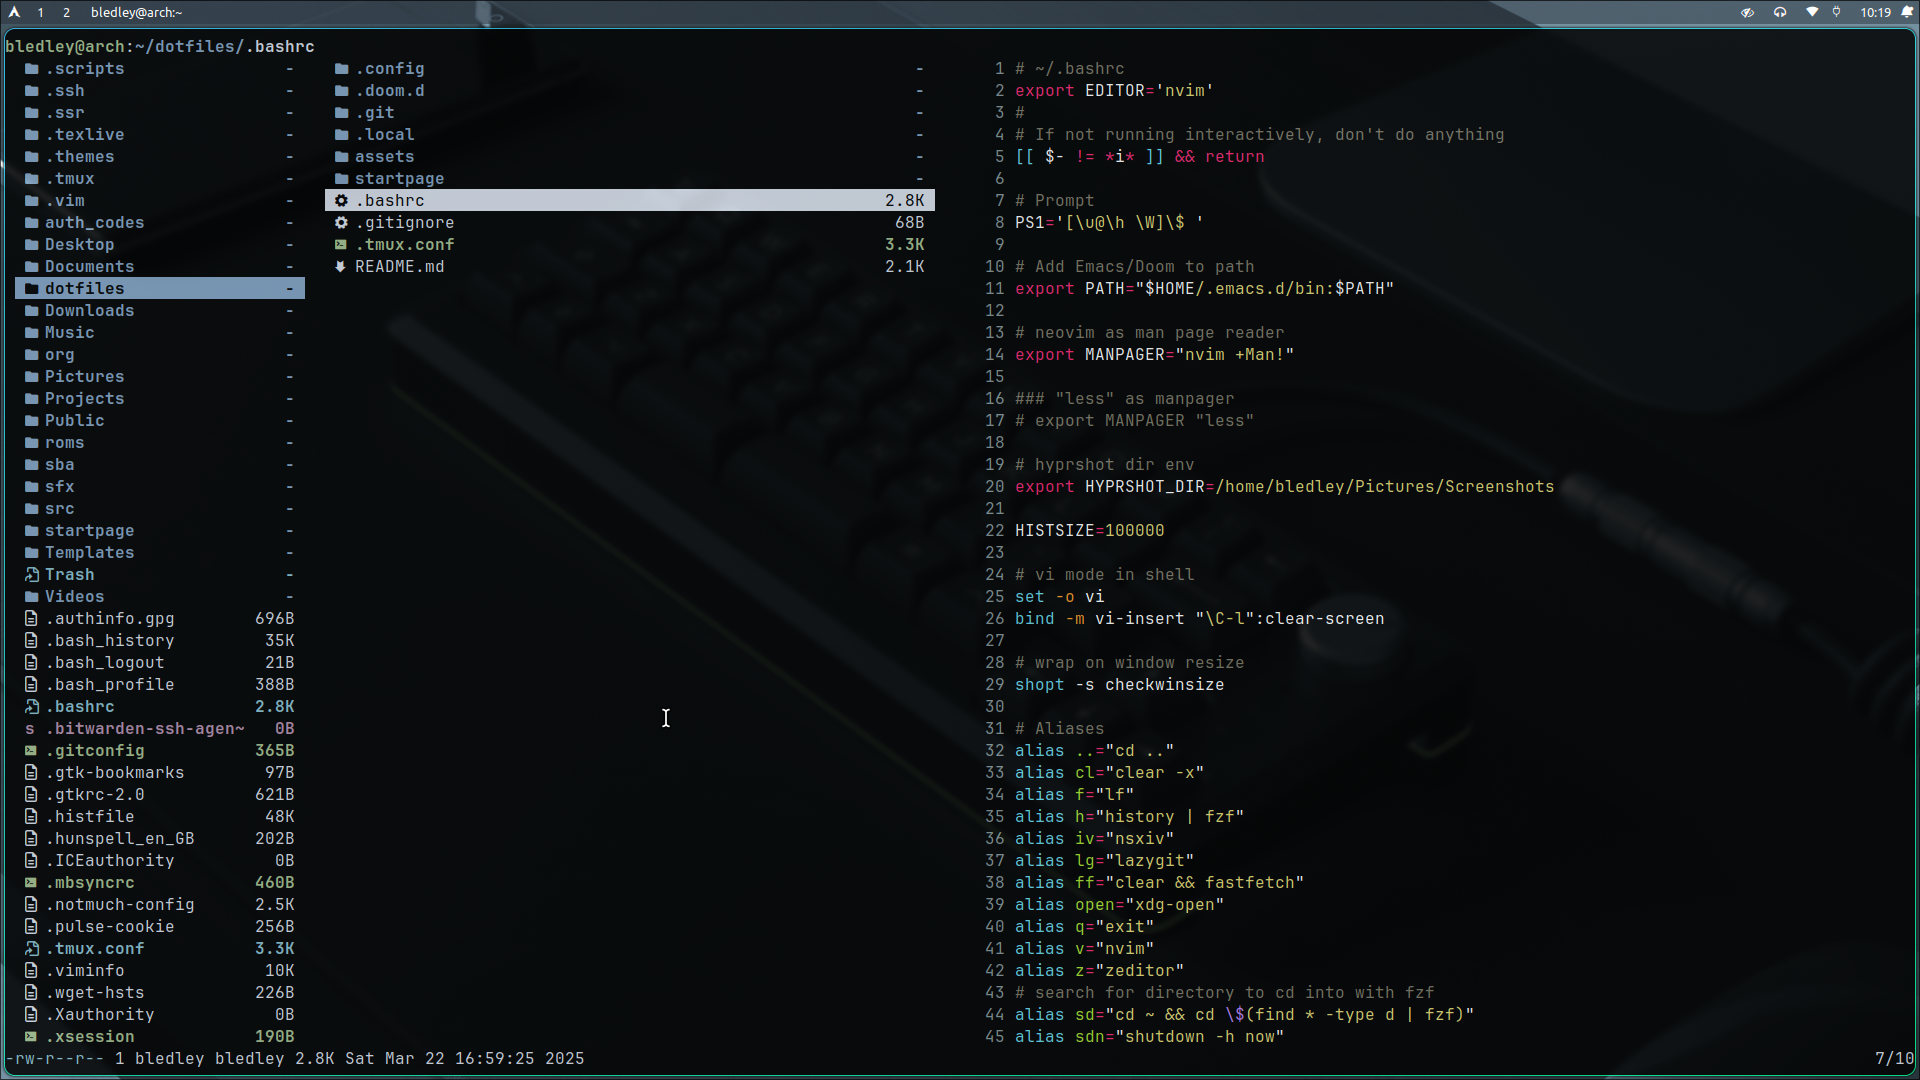 1 2 bledley@arch:~ 10:19
bledley@arch:~/dotfiles/.bashrc
.scripts -
.ssh -
.ssr -
.texlive -
.themes -
.tmux -
.vim -
auth_codes -
Desktop -
Documents -
dotfiles -
Downloads -
Music -
org -
Pictures -
Projects -
Public -
roms -
sba -
sfx -
src -
startpage -
Templates -
Trash -
Videos -
.authinfo.gpg 696B
.bash_history 35K
.bash_logout 21B
.bash_profile 388B
.bashrc 2.8K
s .bitwarden-ssh-agen~ 0B
.gitconfig 365B
.gtk-bookmarks 97B
.gtkrc-2.0 621B
.histfile 48K
.hunspell_en_GB 202B
.ICEauthority 0B
.mbsyncrc 460B
.notmuch-config 2.5K
.pulse-cookie 256B
.tmux.conf 3.3K
.viminfo 10K
.wget-hsts 226B
.Xauthority 0B
.xsession 190B
.config -
.doom.d -
.git -
.local -
assets -
startpage -
.bashrc 2.8K
.gitignore 68B
.tmux.conf 3.3K
README.md 2.1K
1 # ~/.bashrc
2 export EDITOR='nvim'
3 #
4 # If not running interactively, don't do anything
5 [[ $- != *i* ]] && return
6
7 # Prompt
8 PS1='[\u@\h \W]\$ '
9
10 # Add Emacs/Doom to path
11 export PATH="$HOME/.emacs.d/bin:$PATH"
12
13 # neovim as man page reader
14 export MANPAGER="nvim +Man!"
15
16 ### "less" as manpager
17 # export MANPAGER "less"
18
19 # hyprshot dir env
20 export HYPRSHOT_DIR=/home/bledley/Pictures/Screenshots
21
22 HISTSIZE=100000
23
24 # vi mode in shell
25 set -o vi
26 bind -m vi-insert "\C-l":clear-screen
27
28 # wrap on window resize
29 shopt -s checkwinsize
30
31 # Aliases
32 alias ..="cd .."
33 alias cl="clear -x"
34 alias f="lf"
35 alias h="history | fzf"
36 alias iv="nsxiv"
37 alias lg="lazygit"
38 alias ff="clear && fastfetch"
39 alias open="xdg-open"
40 alias q="exit"
41 alias v="nvim"
42 alias z="zeditor"
43 # search for directory to cd into with fzf
44 alias sd="cd ~ && cd \$(find * -type d | fzf)"
45 alias sdn="shutdown -h now"
-rw-r--r-- 1 bledley bledley 2.8K Sat Mar 22 16:59:25 2025 7/10